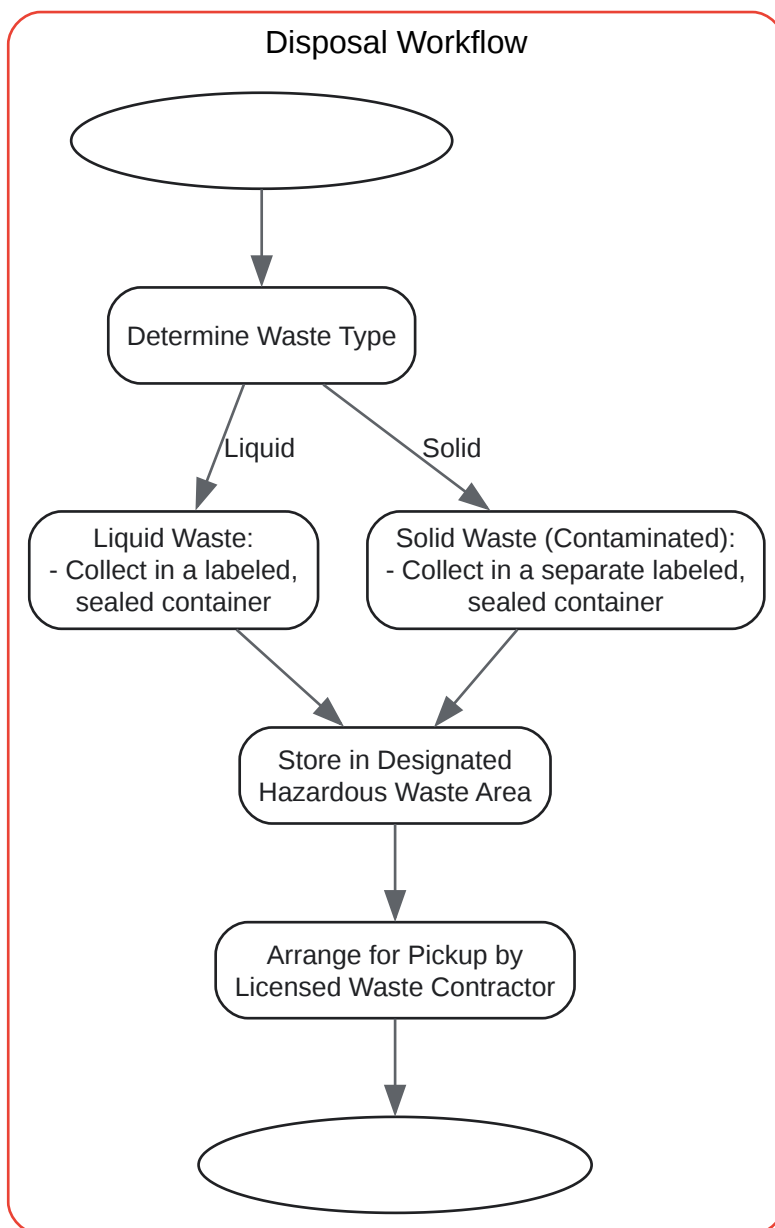 Disposal Workflow
Determine Waste Type
Liquid
Solid
Liquid Waste:
- Collect in a labeled,
sealed container
Solid Waste (Contaminated):
- Collect in a separate labeled,
sealed container
Store in Designated
Hazardous Waste Area
Arrange for Pickup by
Licensed Waste Contractor